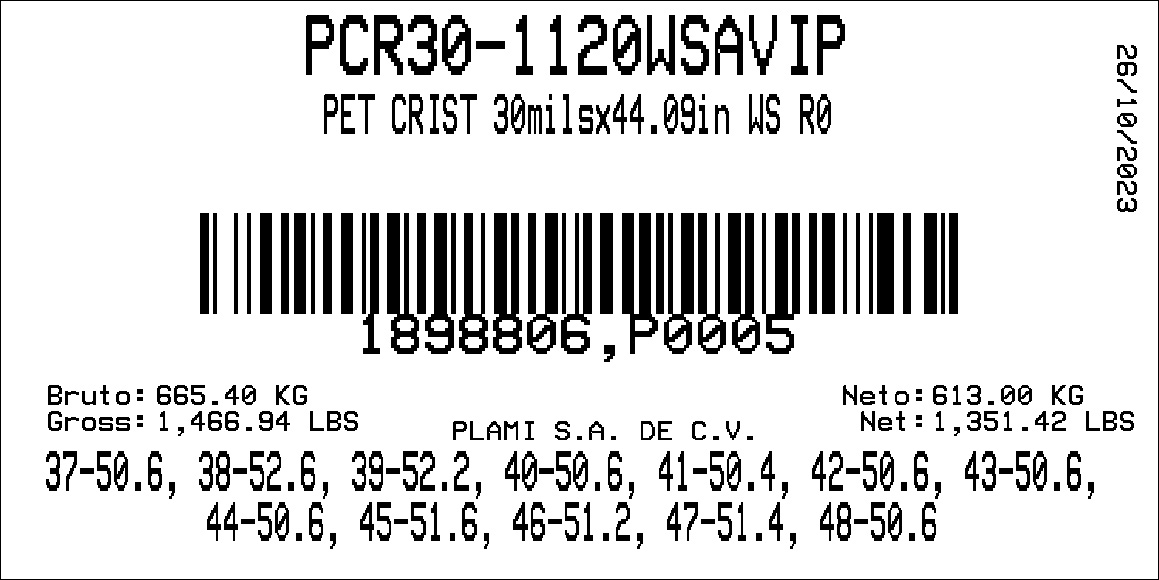 PCR30-1120WSAVIP
PET CRIST 30milsx44.09in WS R0
26/10/2023
1898806,P0005
Bruto: 665.40 KG
Gross: 1,466.94 LBS
Neto: 613.00 KG
Net: 1,351.42 LBS
PLAMI S.A. DE C.V.
37-50.6, 38-52.6, 39-52.2, 40-50.6, 41-50.4, 42-50.6, 43-50.6,
44-50.6, 45-51.6, 46-51.2, 47-51.4, 48-50.6